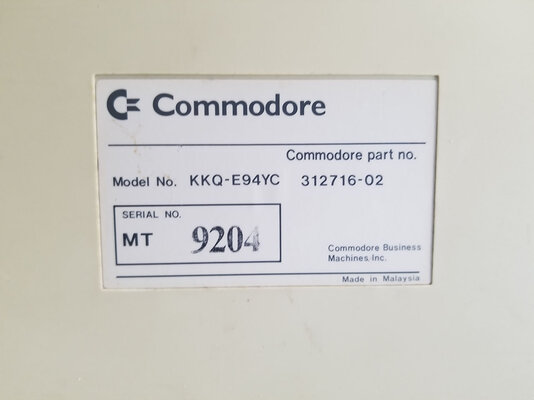 Commodore
Commodore part no.
Model No. KKQ-E94YC 312716-02
SERIAL NO.
MT 9204
Commodore Business
Machines, Inc.
Made in Malaysia